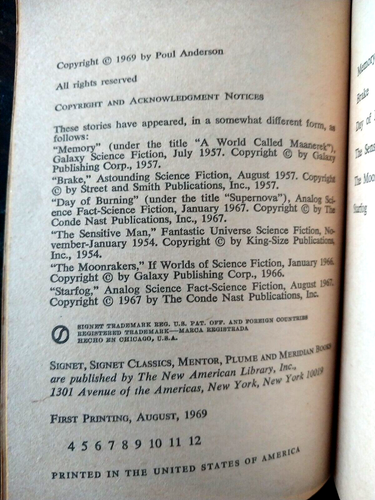 Copyright © 1969 by Poul Anderson
All rights reserved
COPYRIGHT AND ACKNOWLEDGMENT NOTICES
These stories have appeared, in a somewhat different form, as
follows:
"Memory" (under the title "A World Called Maanerek"),
Galaxy Science Fiction, July 1957. Copyright © by Galaxy
Publishing Corp., 1957.
"Brake," Astounding Science Fiction, August 1957. Copyright
© by Street and Smith Publications, Inc., 1957.
"Day of Burning" (under the title "Supernova"), Analog Sci-
ence Fact-Science Fiction, January 1967. Copyright © by The
Conde Nast Publications, Inc., 1967.
"The Sensitive Man," Fantastic Universe Science Fiction, No-
vember-January 1954. Copyright © by King-Size Publications,
Inc., 1954.
"The Moonrakers," If Worlds of Science Fiction, January 1966.
Copyright © by Galaxy Publishing Corp., 1966.
"Starfog," Analog Science Fact-Science Fiction, August 1967.
Copyright © 1967 by The Conde Nast Publications, Inc.
SIGNET TRADEMARK REG. U.S. PAT. OFF. AND FOREIGN COUNTRIES
REGISTERED TRADEMARK—MARCA REGISTRADA
HECHO EN CHICAGO, U.S.A.
SIGNET, SIGNET CLASSICS, MENTOR, PLUME AND MERIDIAN BOOKS
are published by The New American Library, Inc.,
1301 Avenue of the Americas, New York, New York 10019
FIRST PRINTING, AUGUST, 1969
4 5 6 7 8 9 10 11 12
PRINTED IN THE UNITED STATES OF AMERICA
Memory
Brake
Day of
The Sens
The Moo
Starfog